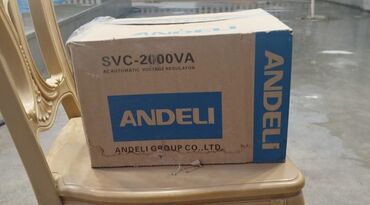 SVC-2000VA
AC AUTOMATIC VOLTAGE REGULATOR
ANDELI
ANDELI GROUP CO.,LTD.
ANDELI